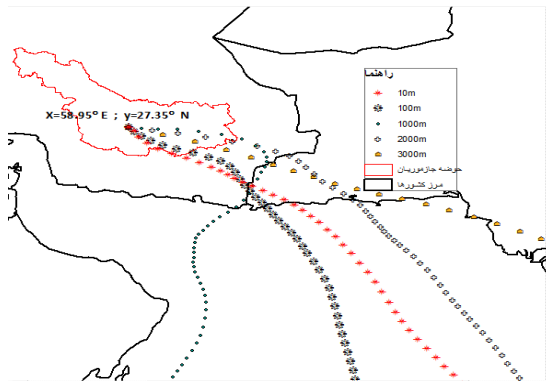 راهنما
X=58.95° E ; y=27.35° N
10m
100m
1000m
2000m
3000m
حوضه جازموریان
مرز کشورها